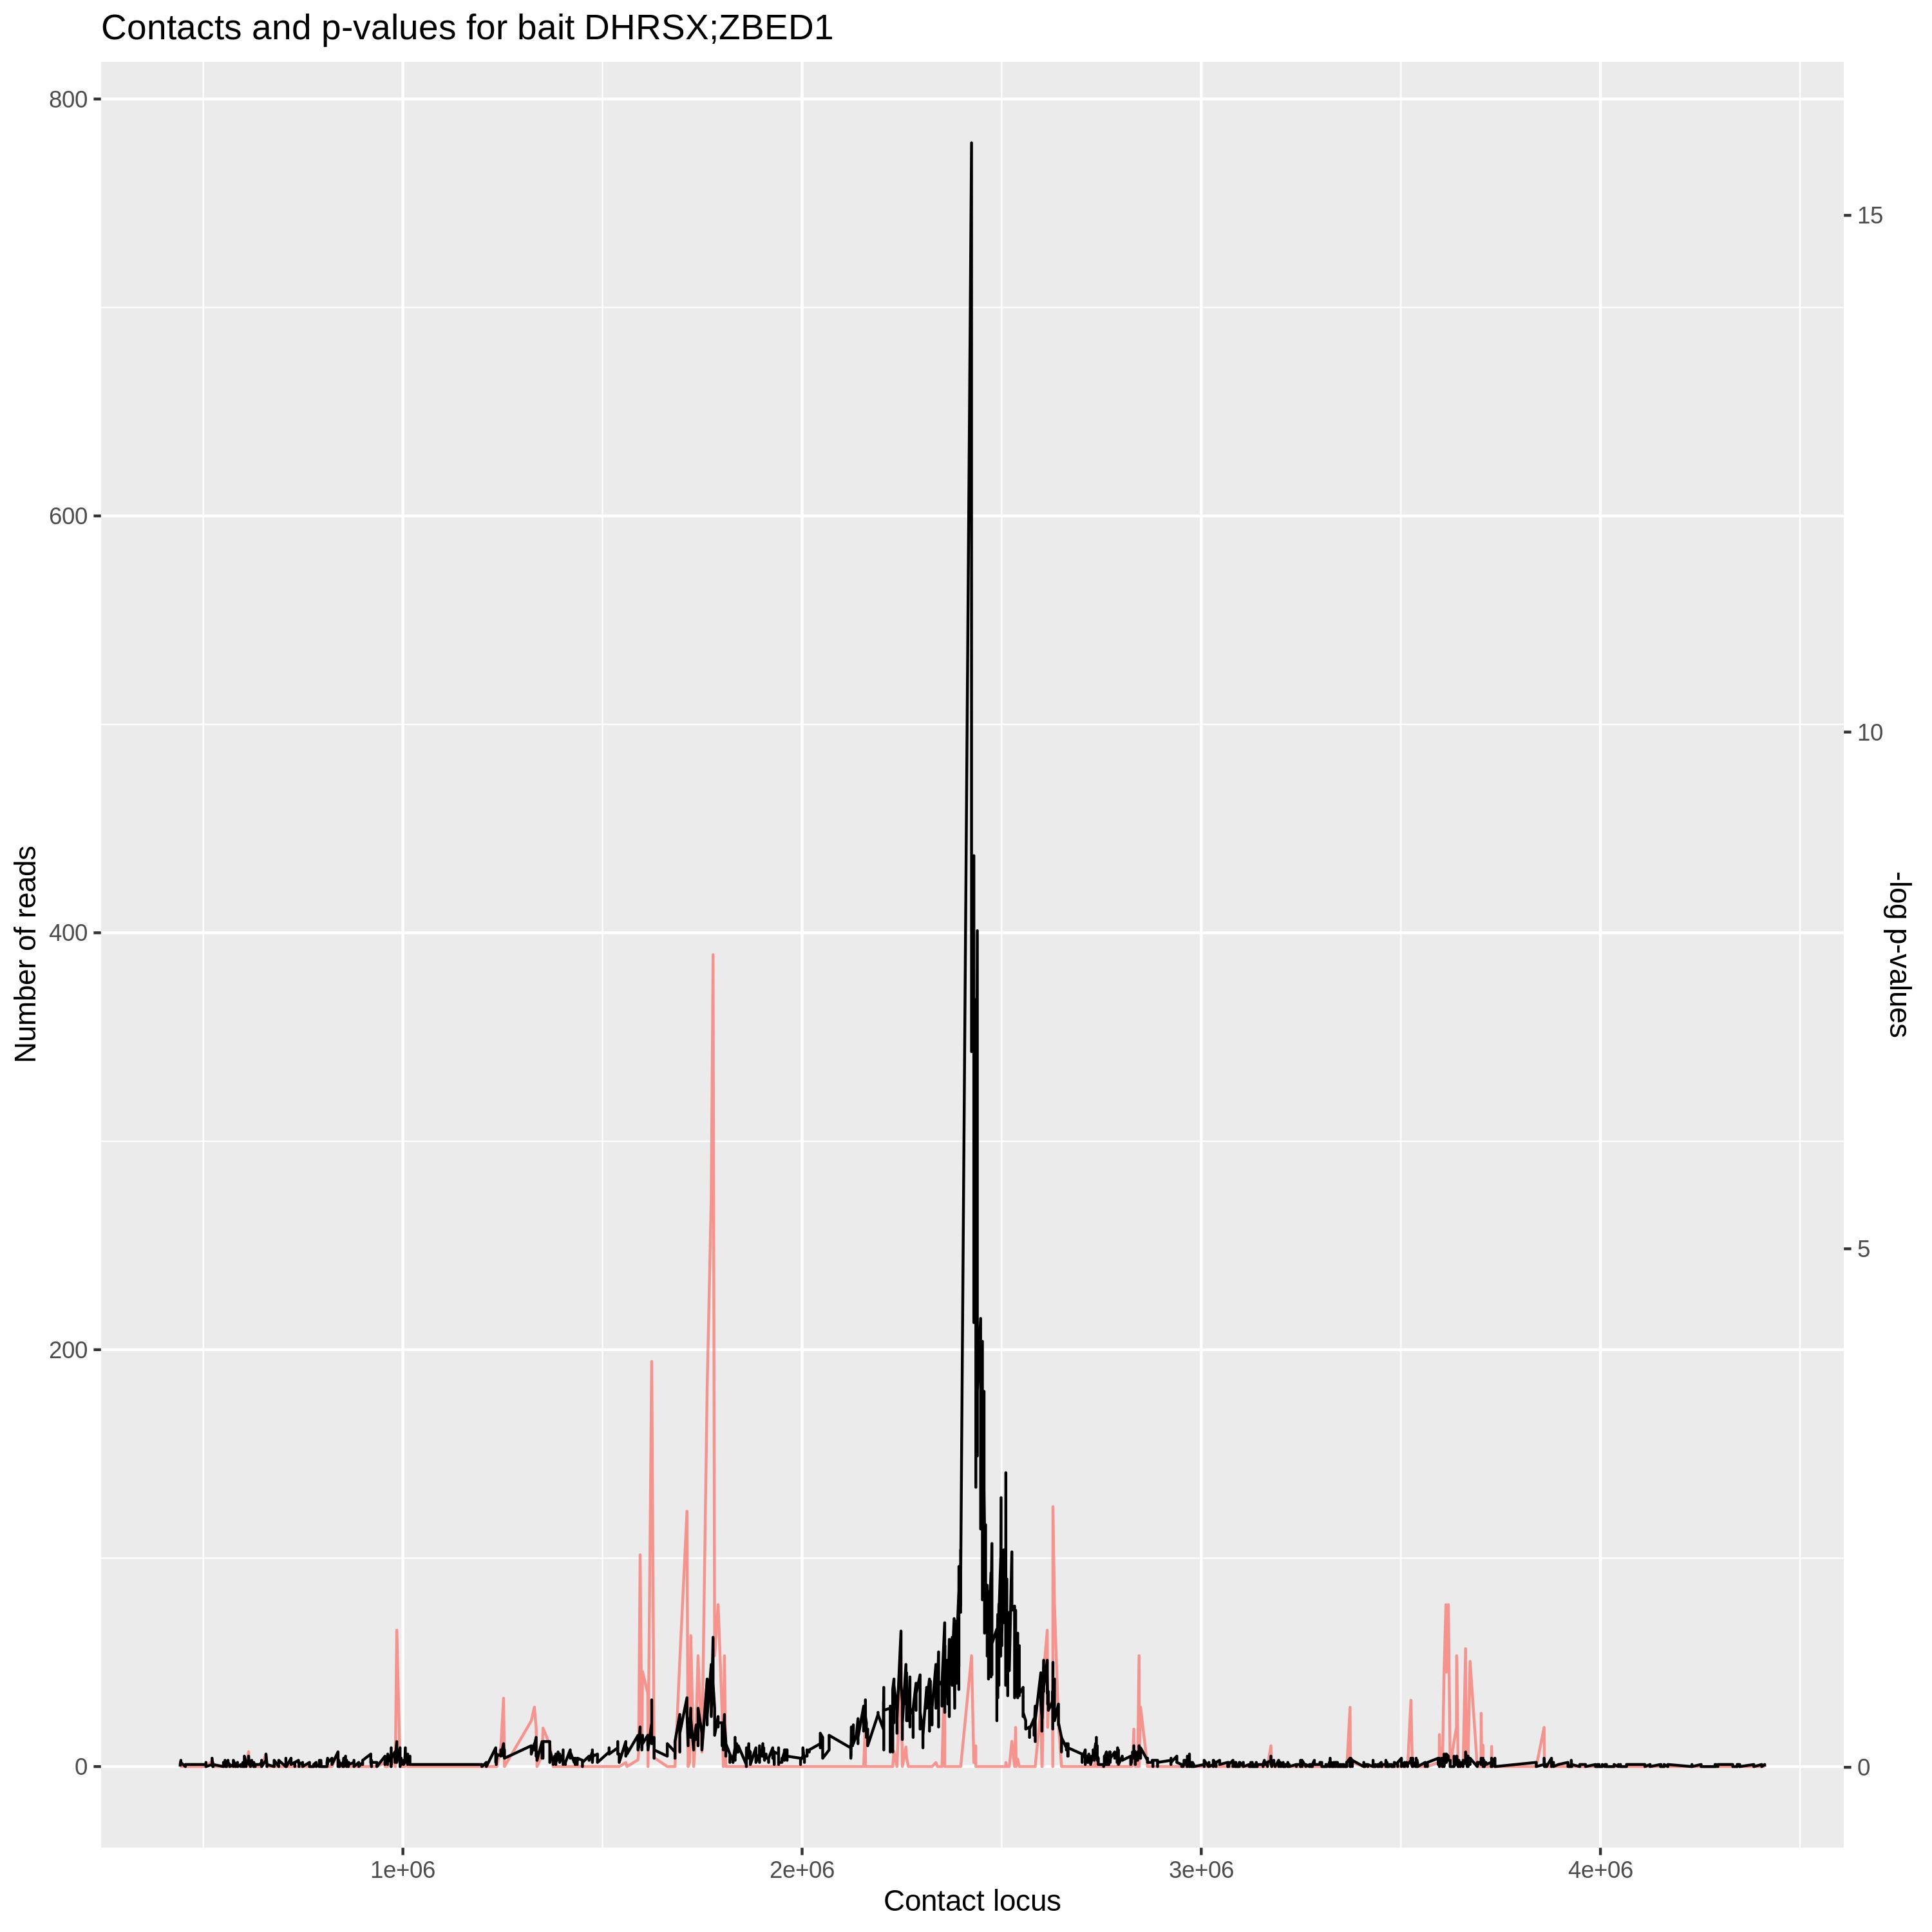 Contacts and p-values for bait DHRSX;ZBED1
800
600
400
200
0
Number of reads
15
10
5
0
-log p-values
1e+06 2e+06 3e+06 4e+06
Contact locus